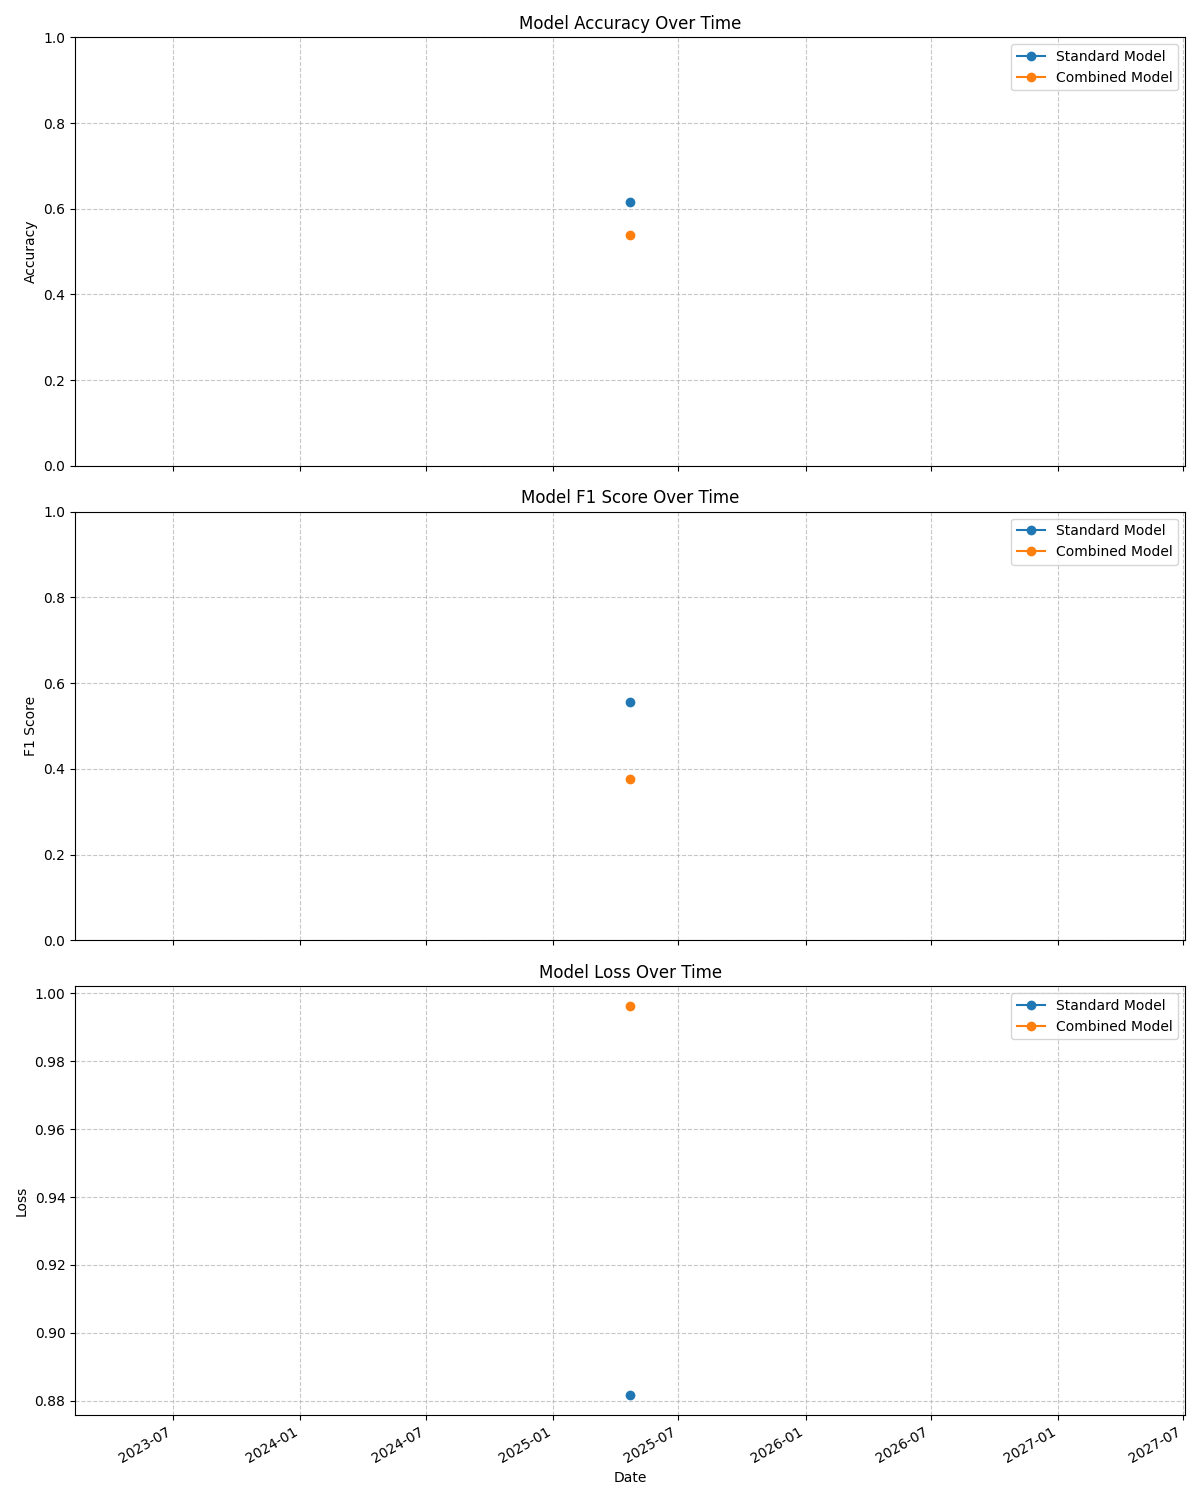 Model Accuracy Over Time
1.0
0.8
0.6
0.4
0.2
0.0
Accuracy
Standard Model
Combined Model
Model F1 Score Over Time
1.0
0.8
0.6
0.4
0.2
0.0
F1 Score
Standard Model
Combined Model
Model Loss Over Time
1.00
0.98
0.96
0.94
0.92
0.90
0.88
Loss
Standard Model
Combined Model
2023-07
2024-01
2024-07
2025-01
2025-07
2026-01
2026-07
2027-01
2027-07
Date